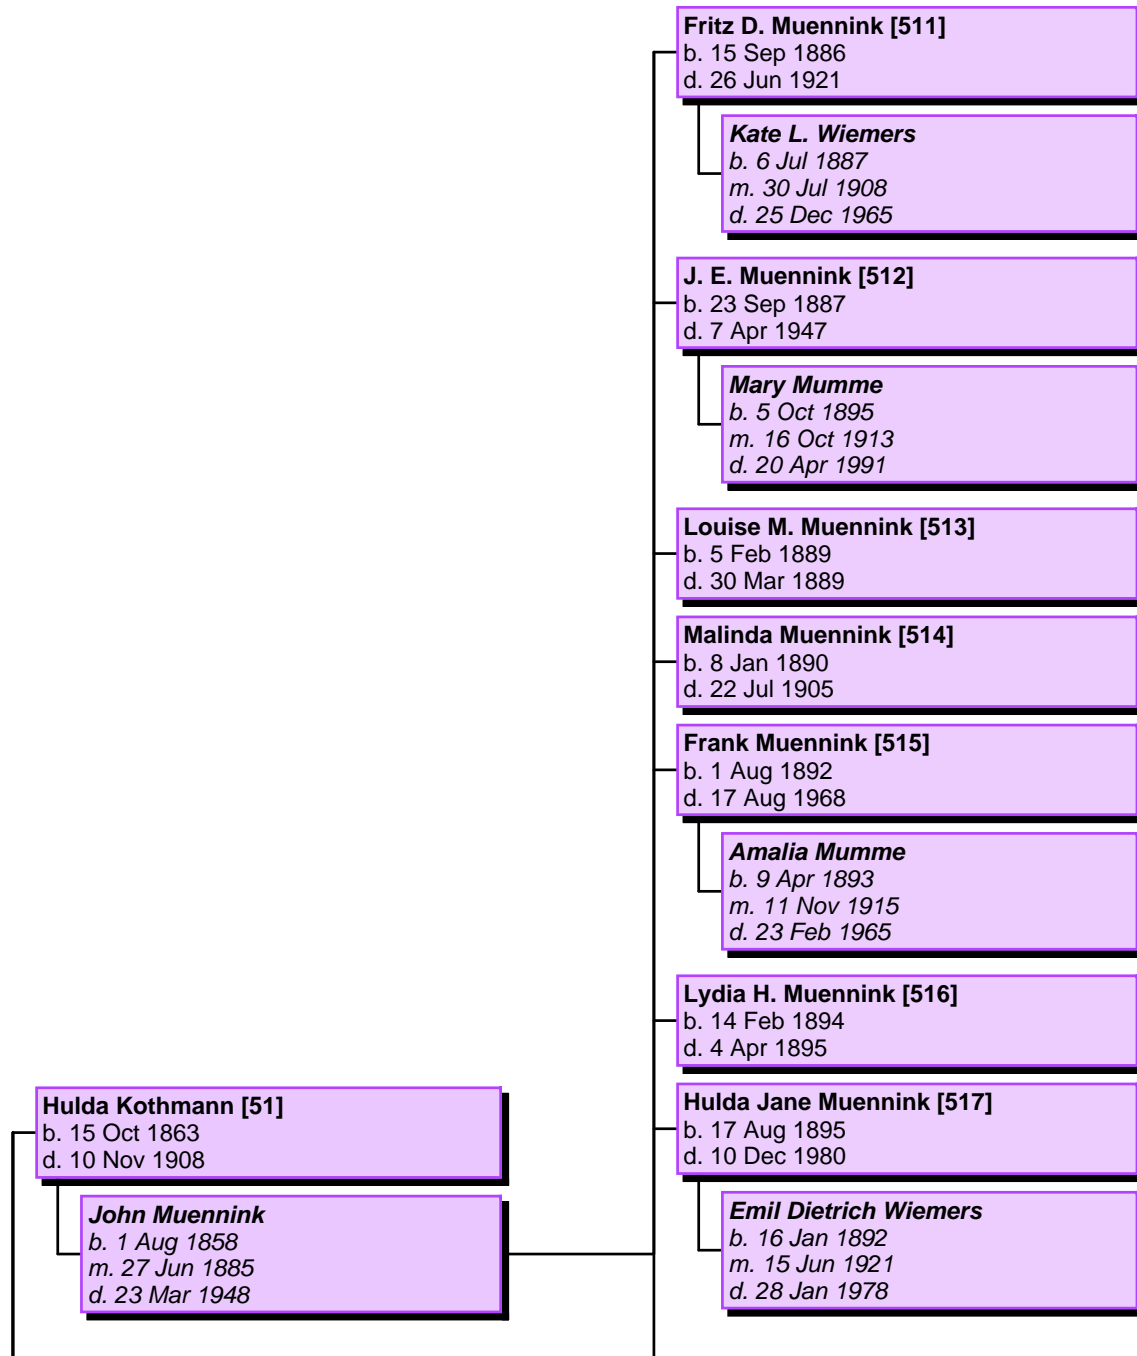 Fritz D. Muennink [511]
b. 15 Sep 1886
d. 26 Jun 1921
Kate L. Wiemers
b. 6 Jul 1887
m. 30 Jul 1908
d. 25 Dec 1965
J. E. Muennink [512]
b. 23 Sep 1887
d. 7 Apr 1947
Mary Mumme
b. 5 Oct 1895
m. 16 Oct 1913
d. 20 Apr 1991
Louise M. Muennink [513]
b. 5 Feb 1889
d. 30 Mar 1889
Malinda Muennink [514]
b. 8 Jan 1890
d. 22 Jul 1905
Frank Muennink [515]
b. 1 Aug 1892
d. 17 Aug 1968
Amalia Mumme
b. 9 Apr 1893
m. 11 Nov 1915
d. 23 Feb 1965
Lydia H. Muennink [516]
b. 14 Feb 1894
d. 4 Apr 1895
Hulda Kothmann [51]
b. 15 Oct 1863
d. 10 Nov 1908
John Muennink
b. 1 Aug 1858
m. 27 Jun 1885
d. 23 Mar 1948
Hulda Jane Muennink [517]
b. 17 Aug 1895
d. 10 Dec 1980
Emil Dietrich Wiemers
b. 16 Jan 1892
m. 15 Jun 1921
d. 28 Jan 1978